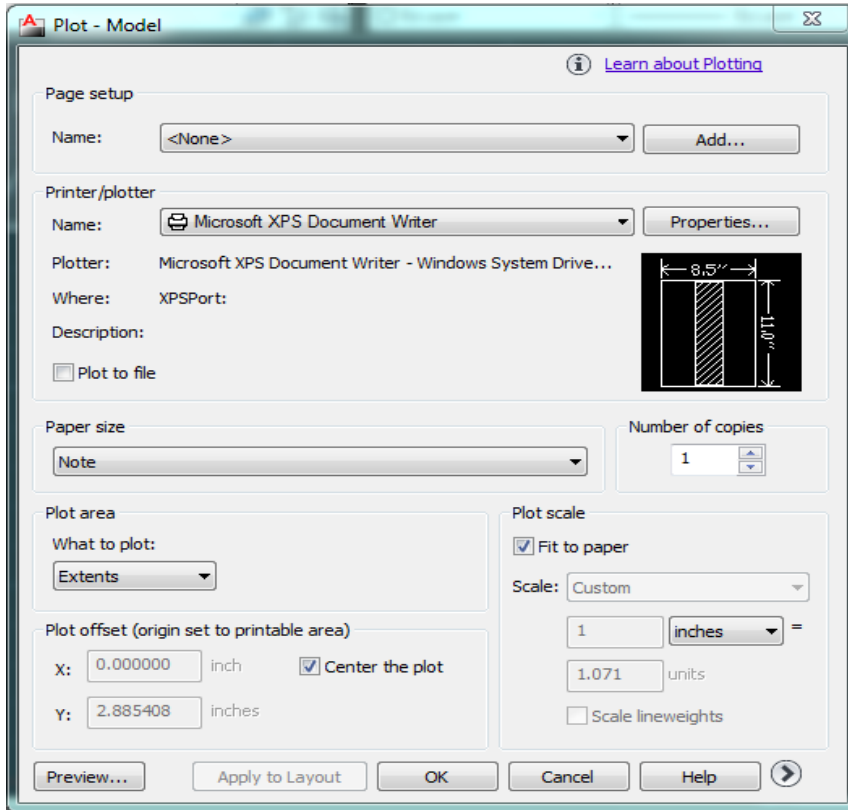 Plot - Model
Learn about Plotting
Page setup
Name: <None> Add...
Printer/plotter
Name: Microsoft XPS Document Writer Properties...
Plotter: Microsoft XPS Document Writer - Windows System Drive...
8.5"
Where: XPSPort:
11.0"
Description:
Plot to file
Paper size
Note
Number of copies
1
Plot area
What to plot:
Extents
Plot scale
Fit to paper
Scale: Custom
1 inches =
1.071 units
Scale lineweights
Plot offset (origin set to printable area)
X: 0.000000 inch Center the plot
Y: 2.885408 inches
Preview... Apply to Layout OK Cancel Help